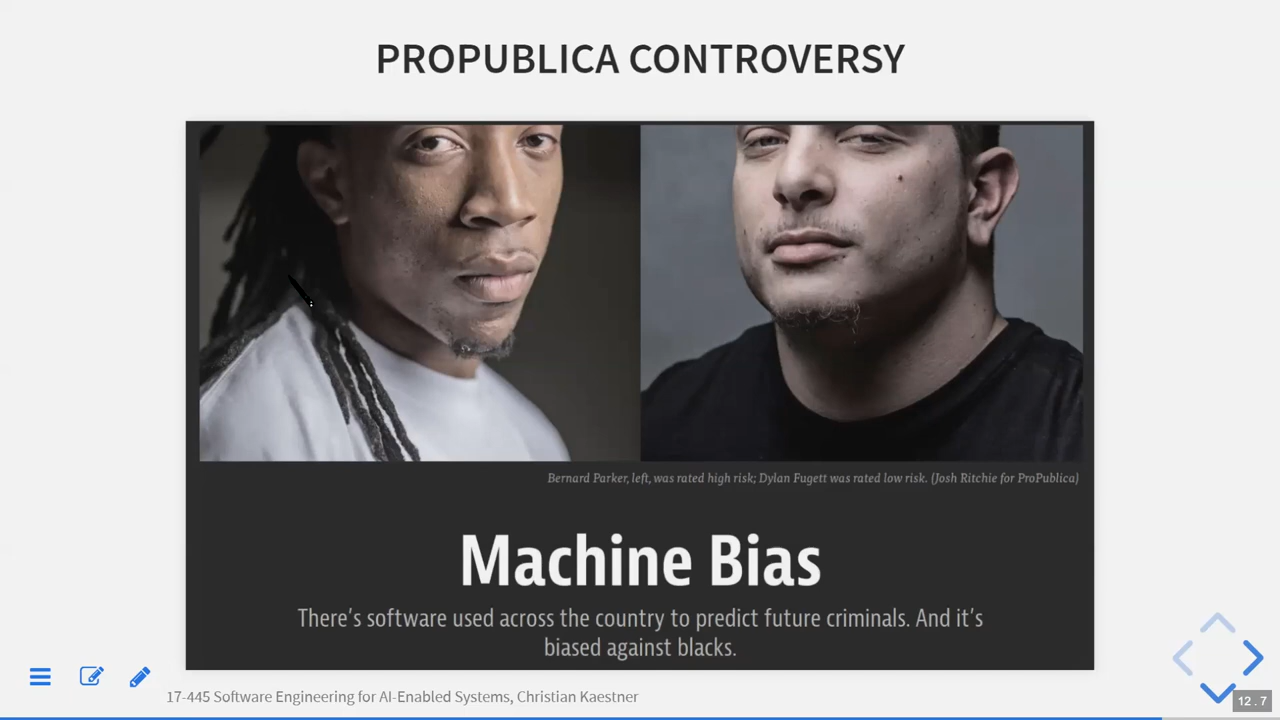 PROPUBLICA CONTROVERSY
Bernard Parker, left, was rated high risk; Dylan Fugett was rated low risk. (Josh Ritchie for ProPublica)
Machine Bias
There's software used across the country to predict future criminals. And it's
biased against blacks.
17-445 Software Engineering for AI-Enabled Systems, Christian Kaestner
12 . 7